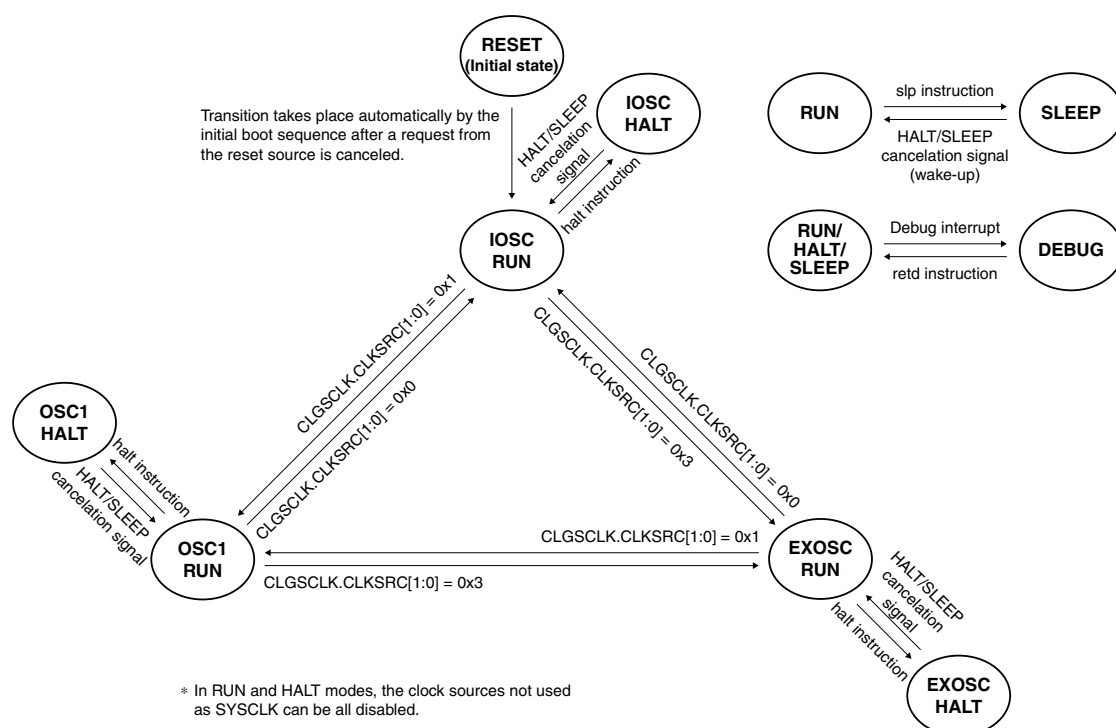 RESET
(Initial state)
Transition takes place automatically by the
initial boot sequence after a request from
the reset source is canceled.
HALT/SLEEP
cancelation
signal
halt instruction
IOSC
HALT
IOSC
RUN
RUN
slp instruction
HALT/SLEEP
cancelation signal
(wake-up)
SLEEP
RUN/
HALT/
SLEEP
Debug interrupt
retd instruction
DEBUG
CLGSCLK.CLKSRC[1:0] = 0x1
CLGSCLK.CLKSRC[1:0] = 0x0
CLGSCLK.CLKSRC[1:0] = 0x3
CLGSCLK.CLKSRC[1:0] = 0x0
OSC1
HALT
halt instruction
HALT/SLEEP
cancelation signal
OSC1
RUN
CLGSCLK.CLKSRC[1:0] = 0x1
CLGSCLK.CLKSRC[1:0] = 0x3
EXOSC
RUN
HALT/SLEEP
cancelation
signal
halt instruction
EXOSC
HALT
* In RUN and HALT modes, the clock sources not used
as SYSCLK can be all disabled.